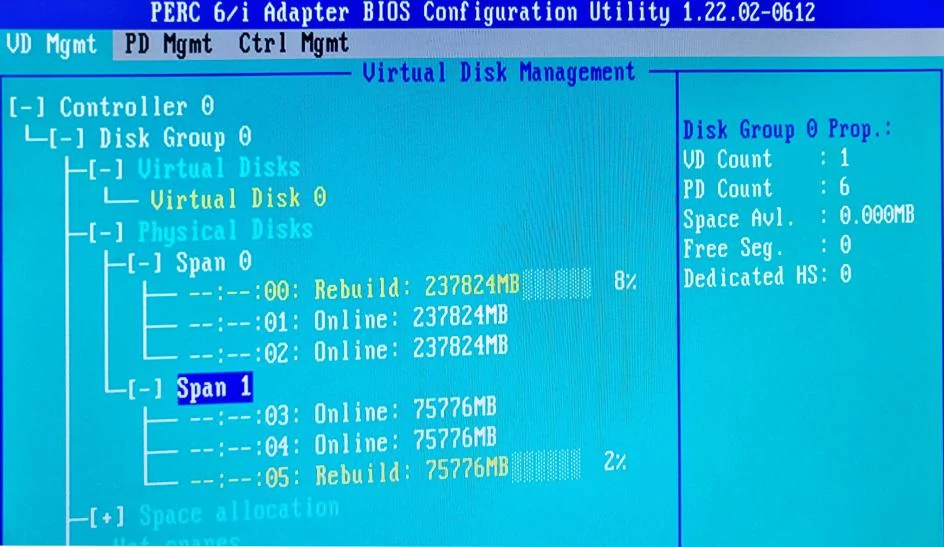 PERC 6/i Adapter BIOS Configuration Utility 1.22.02-0612
VD Mgmt PD Mgmt Ctrl Mgmt
Virtual Disk Management
[-] Controller 0
[-] Disk Group 0
[-] Virtual Disks
Virtual Disk 0
[-] Physical Disks
[-] Span 0
--:--:00: Rebuild: 237824MB 8%
--:--:01: Online: 237824MB
--:--:02: Online: 237824MB
[-] Span 1
--:--:03: Online: 75776MB
--:--:04: Online: 75776MB
--:--:05: Rebuild: 75776MB 2%
[+] Space allocation
Hot spares
Disk Group 0 Prop.:
VD Count : 1
PD Count : 6
Space Avl. : 0.000MB
Free Seg. : 0
Dedicated HS: 0